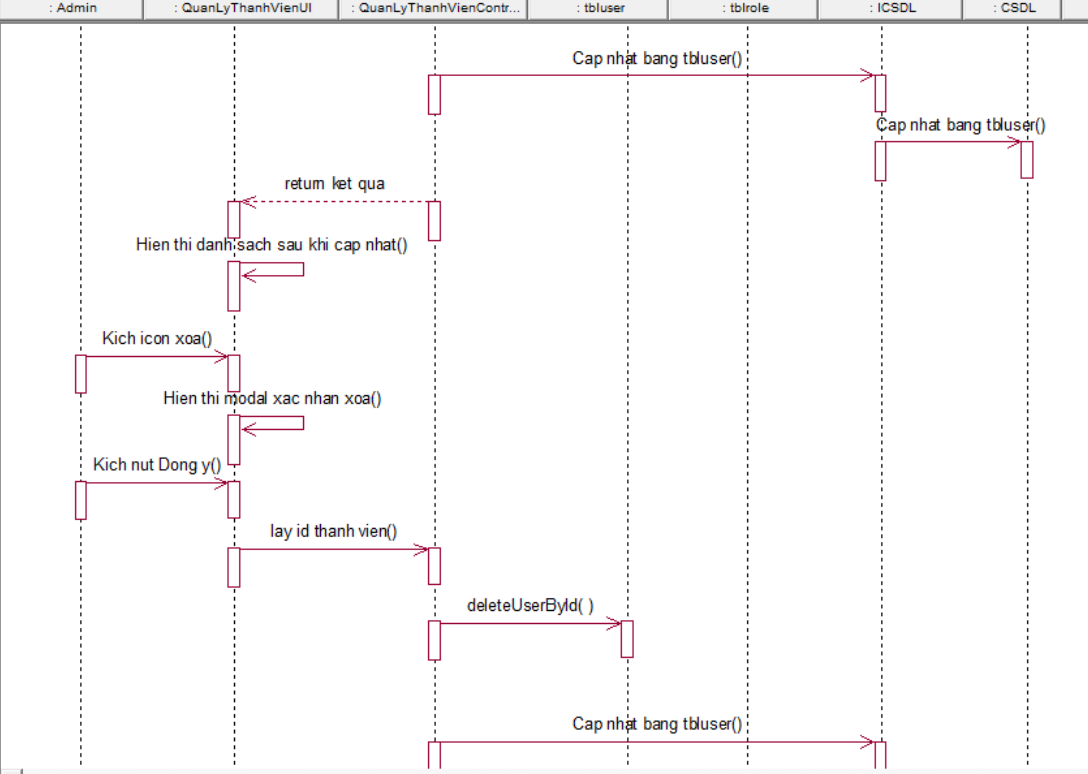 : Admin
: QuanLyThanhVienUI
: QuanLyThanhVienContr...
: tbluser
: tblrole
: ICSDL
: CSDL
Cap nhat bang tbluser()
Cap nhat bang tbluser()
return ket qua
Hien thi danh sach sau khi cap nhat()
Kich icon xoa()
Hien thi modal xac nhan xoa()
Kich nut Dong y()
lay id thanh vien()
deleteUserById( )
Cap nhat bang tbluser()